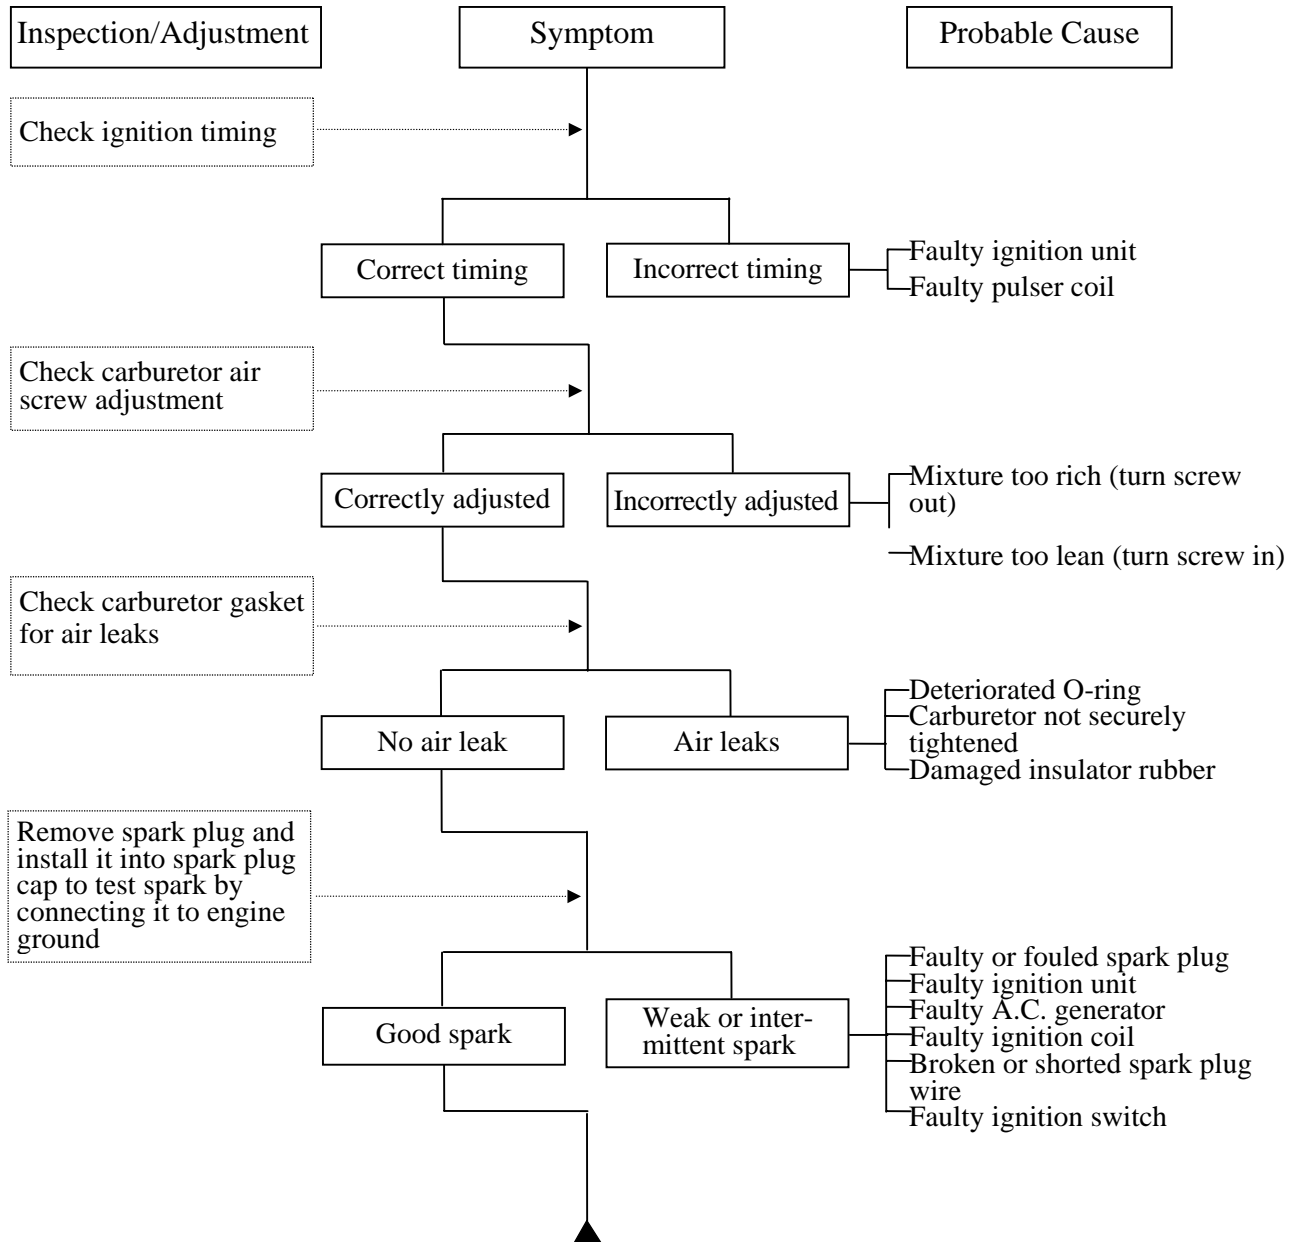 Inspection/Adjustment
Symptom
Probable Cause
Check ignition timing
Correct timing
Incorrect timing
Faulty ignition unit
Faulty pulser coil
Check carburetor air
screw adjustment
Correctly adjusted
Incorrectly adjusted
Mixture too rich (turn screw
out)
Mixture too lean (turn screw in)
Check carburetor gasket
for air leaks
No air leak
Air leaks
Deteriorated O-ring
Carburetor not securely
tightened
Damaged insulator rubber
Remove spark plug and
install it into spark plug
cap to test spark by
connecting it to engine
ground
Good spark
Weak or inter-
mittent spark
Faulty or fouled spark plug
Faulty ignition unit
Faulty A.C. generator
Faulty ignition coil
Broken or shorted spark plug
wire
Faulty ignition switch